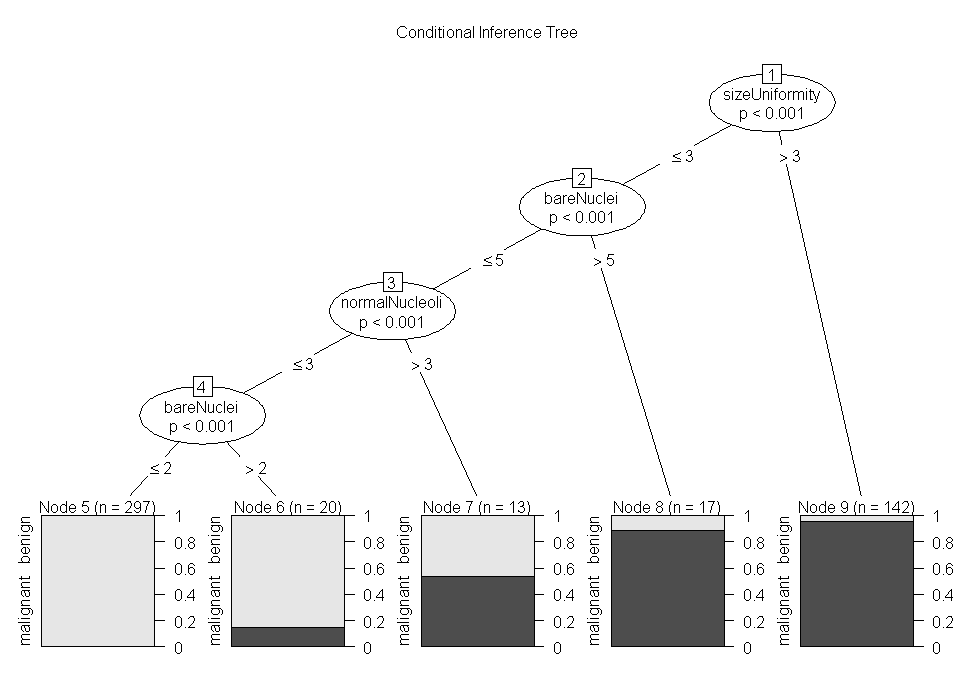 Conditional Inference Tree
1
sizeUniformity
p < 0.001
≤ 3
> 3
2
bareNuclei
p < 0.001
≤ 5
> 5
3
normalNucleoli
p < 0.001
≤ 3
> 3
4
bareNuclei
p < 0.001
≤ 2
> 2
Node 5 (n = 297)
malignant benign
1
0.8
0.6
0.4
0.2
0
Node 6 (n = 20)
malignant benign
1
0.8
0.6
0.4
0.2
0
Node 7 (n = 13)
malignant benign
1
0.8
0.6
0.4
0.2
0
Node 8 (n = 17)
malignant benign
1
0.8
0.6
0.4
0.2
0
Node 9 (n = 142)
malignant benign
1
0.8
0.6
0.4
0.2
0